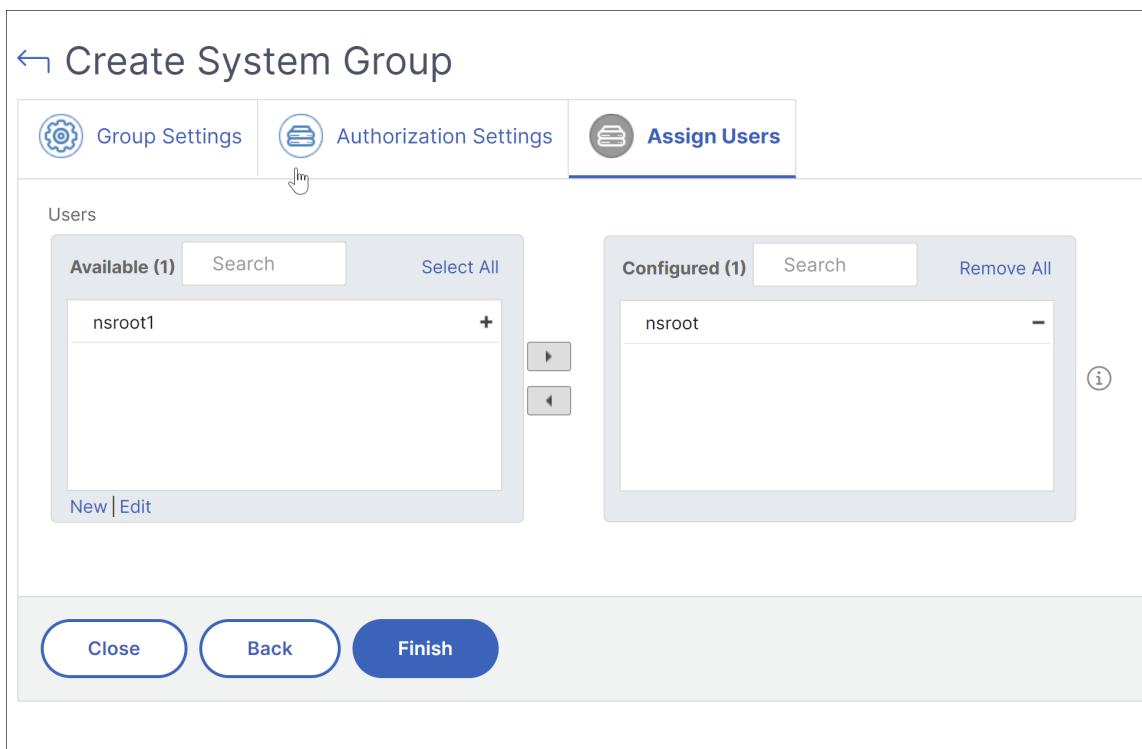 Create System Group
Group Settings
Authorization Settings
Assign Users
Users
Available (1)
Search
Select All
nsroot1
New | Edit
Configured (1)
Search
Remove All
nsroot
Close
Back
Finish